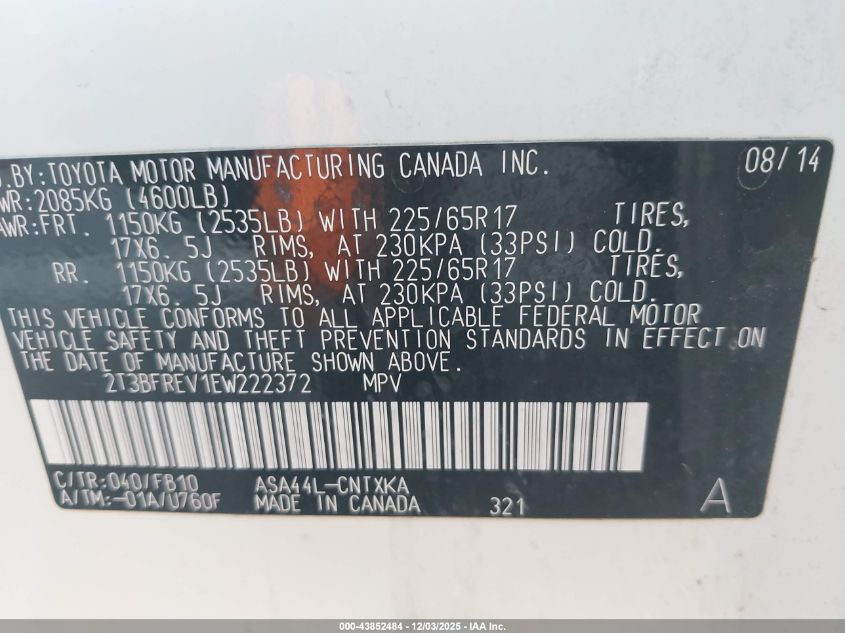 .BY:TOYOTA MOTOR MANUFACTURING CANADA INC. 08/14
WR:2085KG (4600LB)
AWR:FRT. 1150KG (2535LB) WITH 225/65R17 TIRES,
17X6. 5J RIMS, AT 230KPA (33PSI) COLD.
RR. 1150KG (2535LB) WITH 225/65R17 TIRES,
17X6. 5J RIMS, AT 230KPA (33PSI) COLD.
THIS VEHICLE CONFORMS TO ALL APPLICABLE FEDERAL MOTOR
VEHICLE SAFETY AND THEFT PREVENTION STANDARDS IN EFFECT ON
THE DATE OF MANUFACTURE SHOWN ABOVE.
2T3BFREV1EW222372 MPV
C/TR:040/FB10 ASA44L-CNTXKA
A/TM:-01A/U760F MADE IN CANADA 321 A
000-43852484 - 12/03/2025 - IAA Inc.